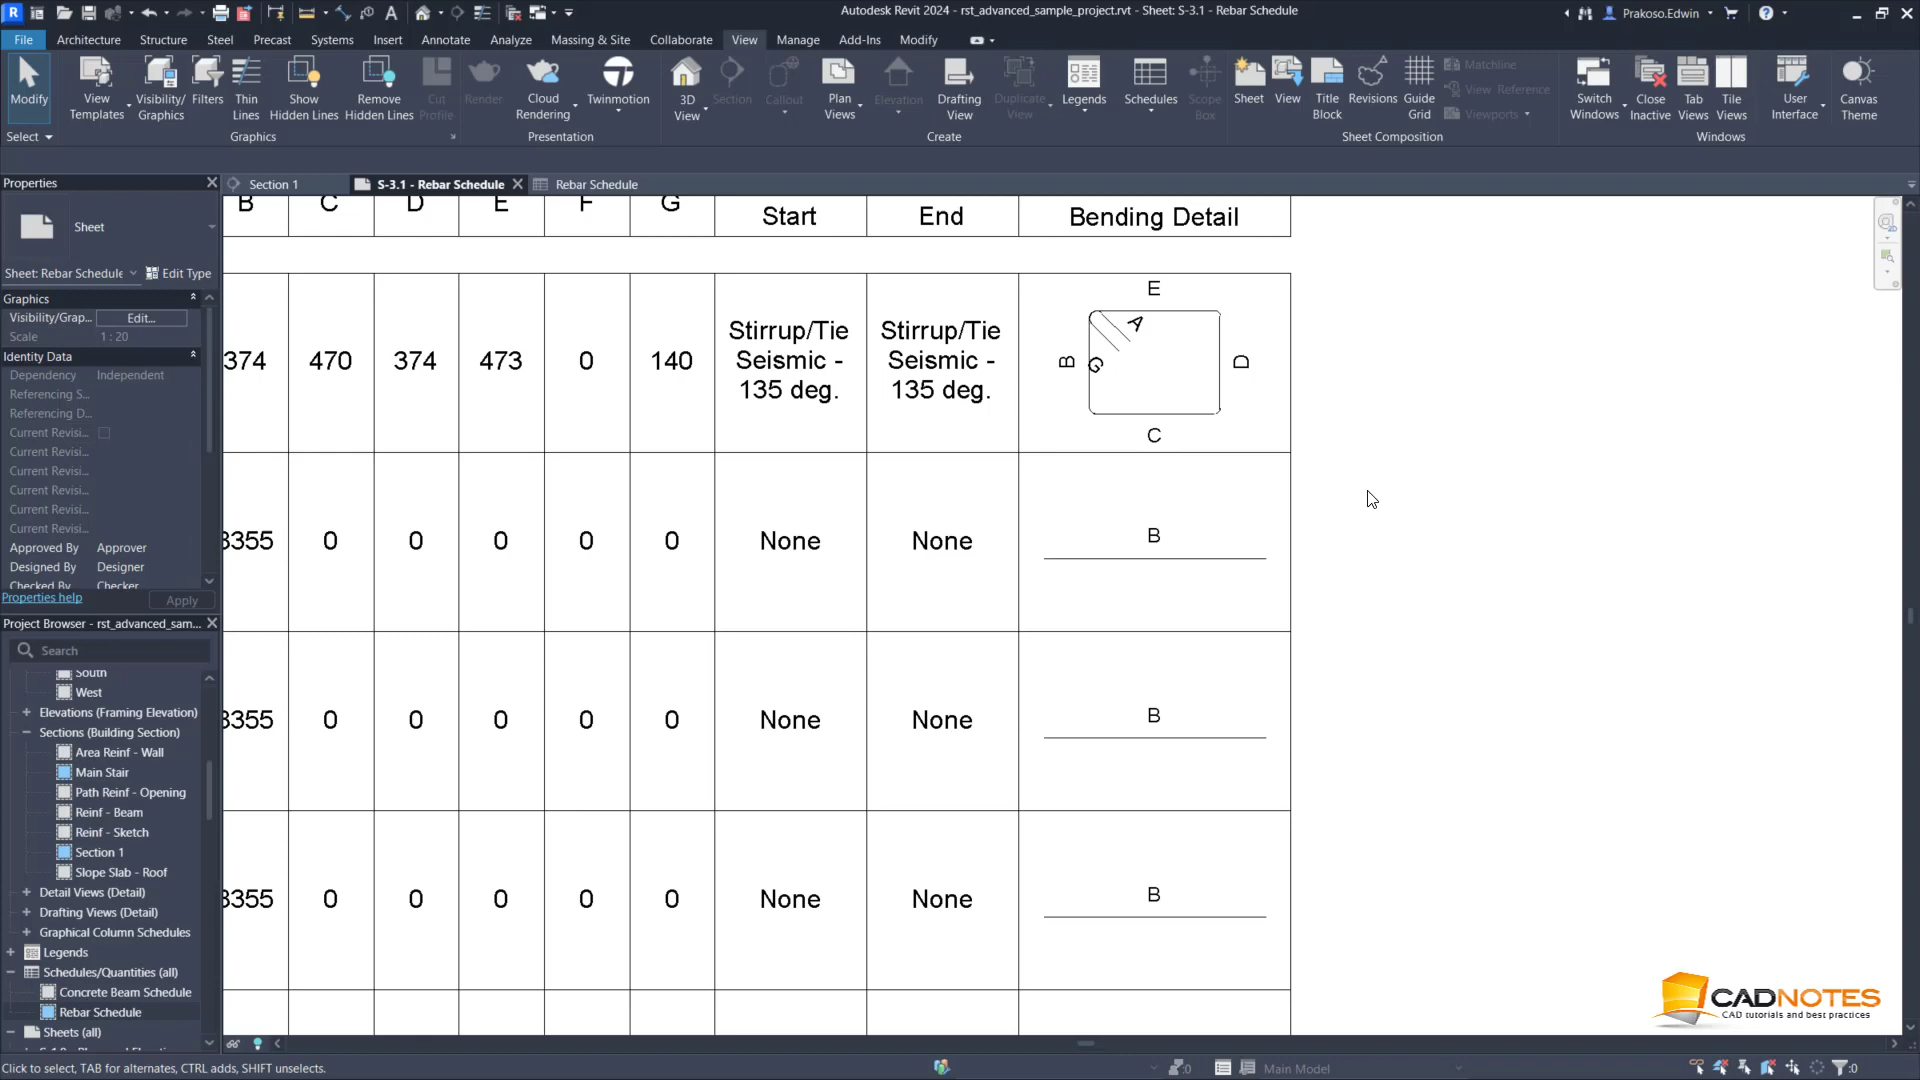 Autodesk Revit 2024 - rst_advanced_sample_project.rvt - Sheet: S-3.1 - Rebar Schedule
Prakoso.Edwin
File Architecture Structure Steel Precast Systems Insert Annotate Analyze Massing & Site Collaborate View Manage Add-Ins Modify
Modify
View Templates
Visibility/ Graphics
Filters
Thin Lines
Show Hidden Lines
Remove Hidden Lines
Cut Profile
Render
Cloud Rendering
Twinmotion
3D View
Section
Callout
Plan Views
Elevation
Drafting View
Duplicate View
Legends
Schedules
Scope Box
Sheet
View
Title Block
Revisions
Guide Grid
Matchline
View Reference
Viewports
Switch Windows
Close Inactive
Tab Views
Tile Views
User Interface
Canvas Theme
Select Graphics Presentation Create Sheet Composition Windows
Properties
Section 1
S-3.1 - Rebar Schedule
Rebar Schedule
Sheet
Sheet: Rebar Schedule
Edit Type
Graphics
Visibility/Grap... Edit...
Scale 1 : 20
Identity Data
Dependency Independent
Referencing S...
Referencing D...
Current Revisi...
Current Revisi...
Current Revisi...
Current Revisi...
Current Revisi...
Current Revisi...
Approved By Approver
Designed By Designer
Checked By Checker
Properties help Apply
Project Browser - rst_advanced_sam...
Search
South
West
Elevations (Framing Elevation)
Sections (Building Section)
Area Reinf - Wall
Main Stair
Path Reinf - Opening
Reinf - Beam
Reinf - Sketch
Section 1
Slope Slab - Roof
Detail Views (Detail)
Drafting Views (Detail)
Graphical Column Schedules
Legends
Schedules/Quantities (all)
Concrete Beam Schedule
Rebar Schedule
Sheets (all)
B C D E F G Start End Bending Detail
374 470 374 473 0 140
Stirrup/Tie Seismic - 135 deg.
Stirrup/Tie Seismic - 135 deg.
E
A
B
G
D
C
3355 0 0 0 0 0 None None B
3355 0 0 0 0 0 None None B
3355 0 0 0 0 0 None None B
CADNOTES
CAD tutorials and best practices
Click to select, TAB for alternates, CTRL adds, SHIFT unselects.
:0
Main Model
:0